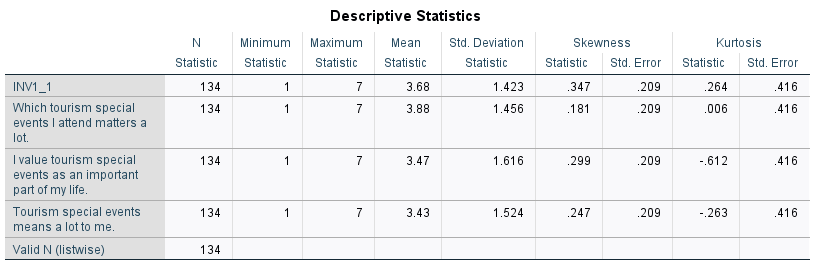 Descriptive Statistics
N Minimum Maximum Mean Std. Deviation Skewness Kurtosis
Statistic Statistic Statistic Statistic Statistic Statistic Std. Error Statistic Std. Error
INV1_1 134 1 7 3.68 1.423 .347 .209 .264 .416
Which tourism special 134 1 7 3.88 1.456 .181 .209 .006 .416
events I attend matters a
lot.
I value tourism special 134 1 7 3.47 1.616 .299 .209 -.612 .416
events as an important
part of my life.
Tourism special events 134 1 7 3.43 1.524 .247 .209 -.263 .416
means a lot to me.
Valid N (listwise) 134